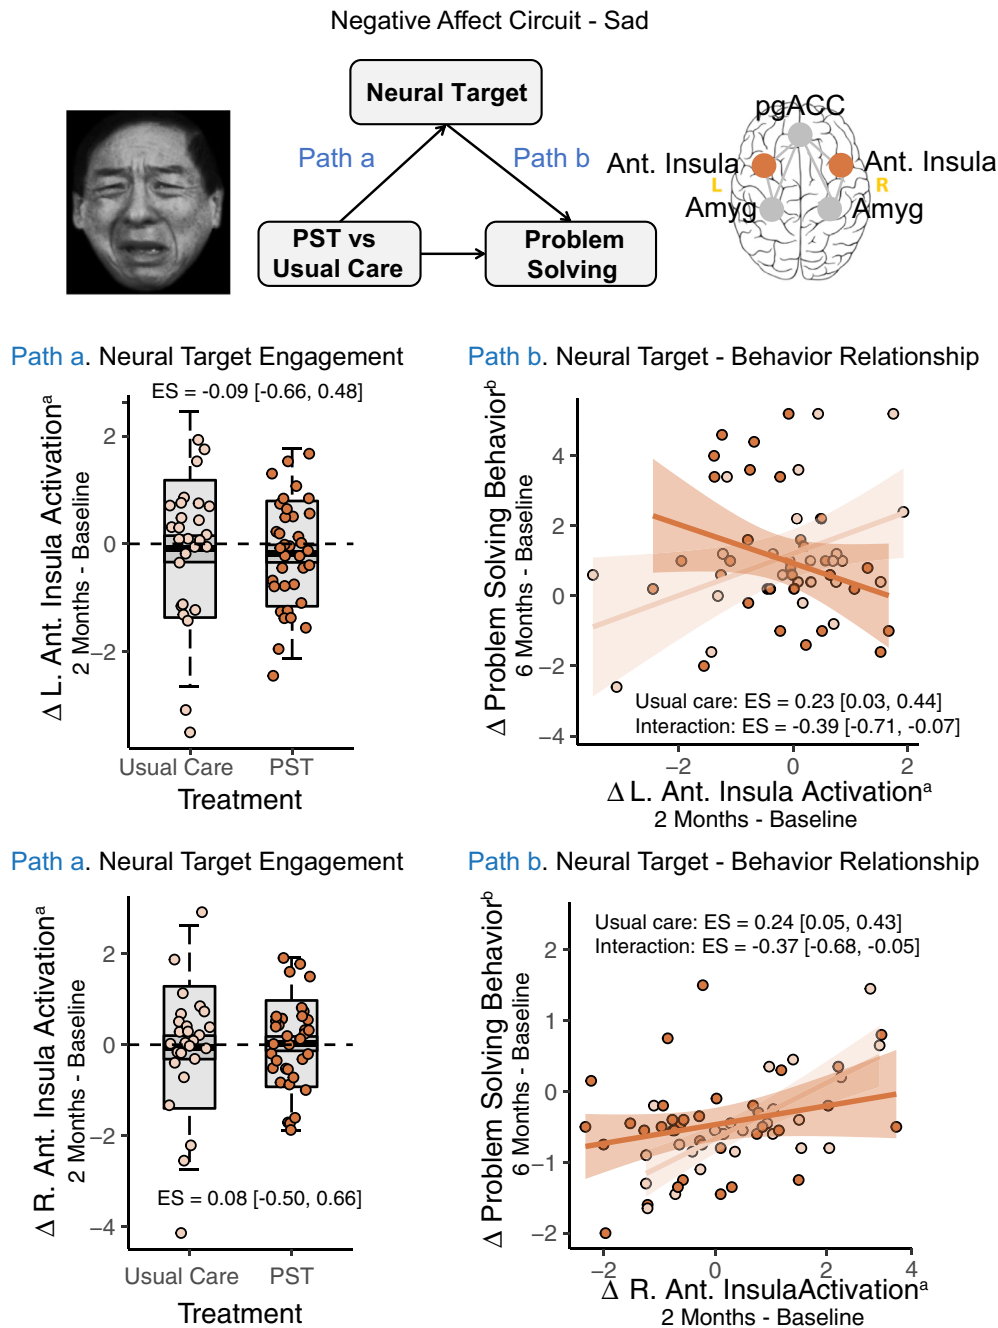 Negative Affect Circuit - Sad
Neural Target
Path a
Path b
PST vs
Usual Care
Problem
Solving
pgACC
Ant. Insula
Ant. Insula
L
R
Amyg
Amyg
Path a. Neural Target Engagement
ES = -0.09 [-0.66, 0.48]
Δ L. Ant. Insula Activationᵃ
2 Months - Baseline
2
0
−2
Usual Care
PST
Treatment
Path b. Neural Target - Behavior Relationship
Δ Problem Solving Behaviorᵇ
6 Months - Baseline
4
2
0
−2
−4
Usual care: ES = 0.23 [0.03, 0.44]
Interaction: ES = -0.39 [-0.71, -0.07]
−2
0
2
Δ L. Ant. Insula Activationᵃ
2 Months - Baseline
Path a. Neural Target Engagement
Δ R. Ant. Insula Activationᵃ
2 Months - Baseline
2
0
−2
−4
ES = 0.08 [-0.50, 0.66]
Usual Care
PST
Treatment
Path b. Neural Target - Behavior Relationship
Δ Problem Solving Behaviorᵇ
6 Months - Baseline
Usual care: ES = 0.24 [0.05, 0.43]
Interaction: ES = -0.37 [-0.68, -0.05]
2
1
0
−1
−2
−2
0
2
4
Δ R. Ant. InsulaActivationᵃ
2 Months - Baseline